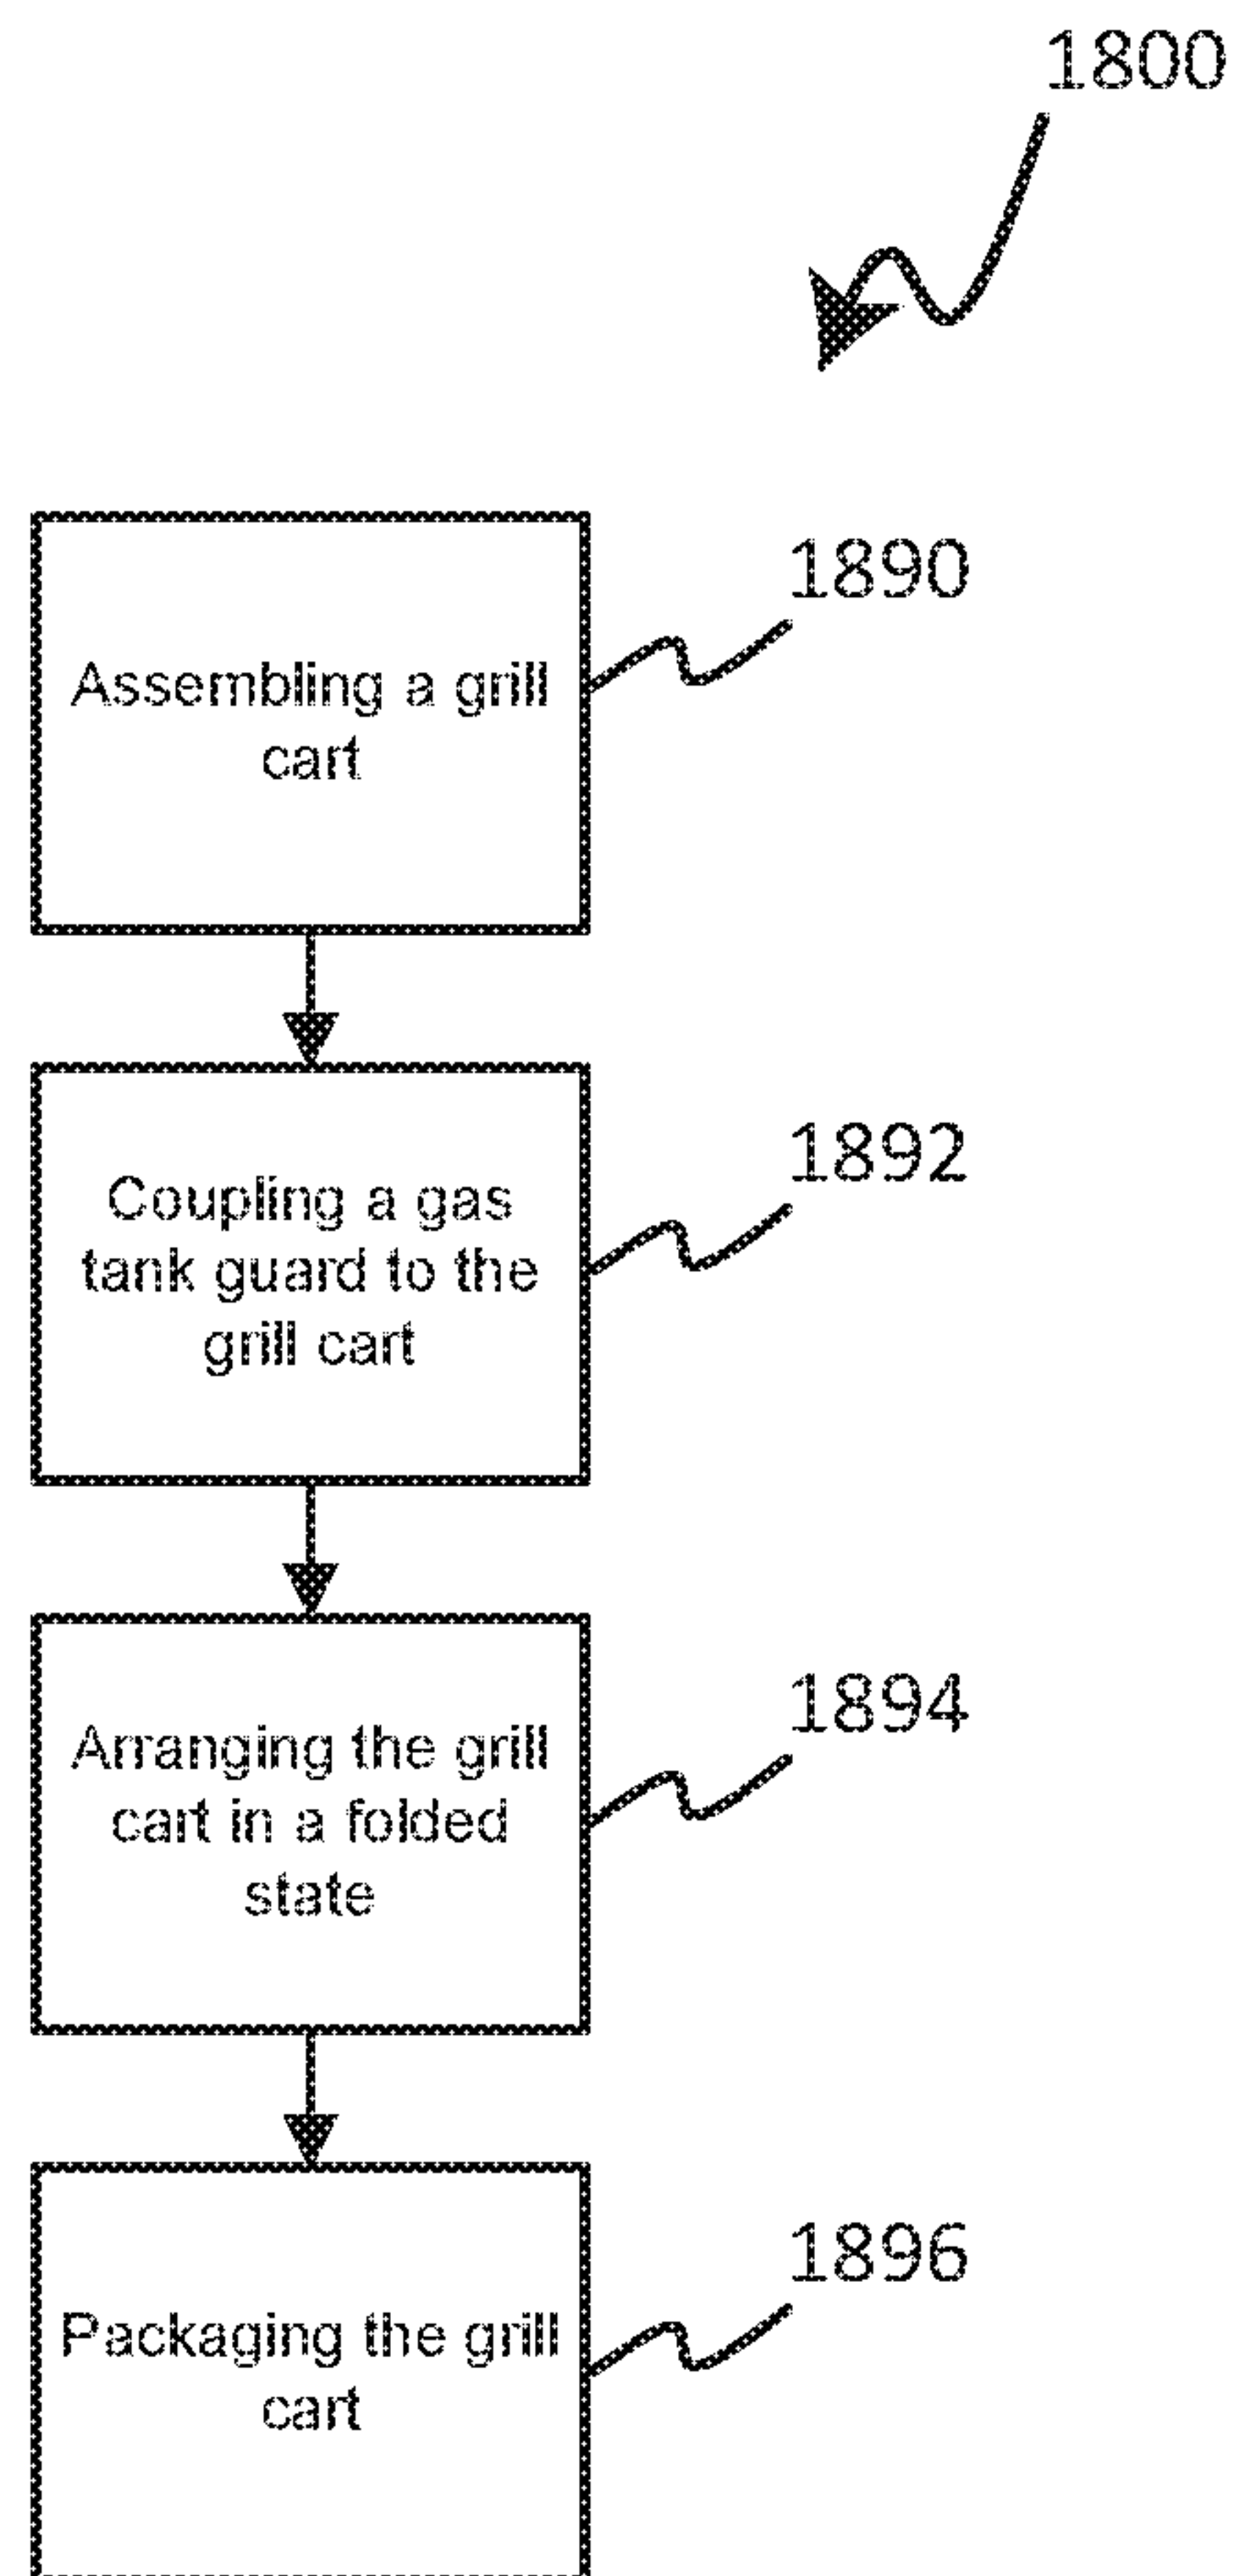 1800
1890
Assembling a grill
cart
1892
Coupling a gas
tank guard to the
grill cart
1894
Arranging the grill
cart in a folded
state
1896
Packaging the grill
cart